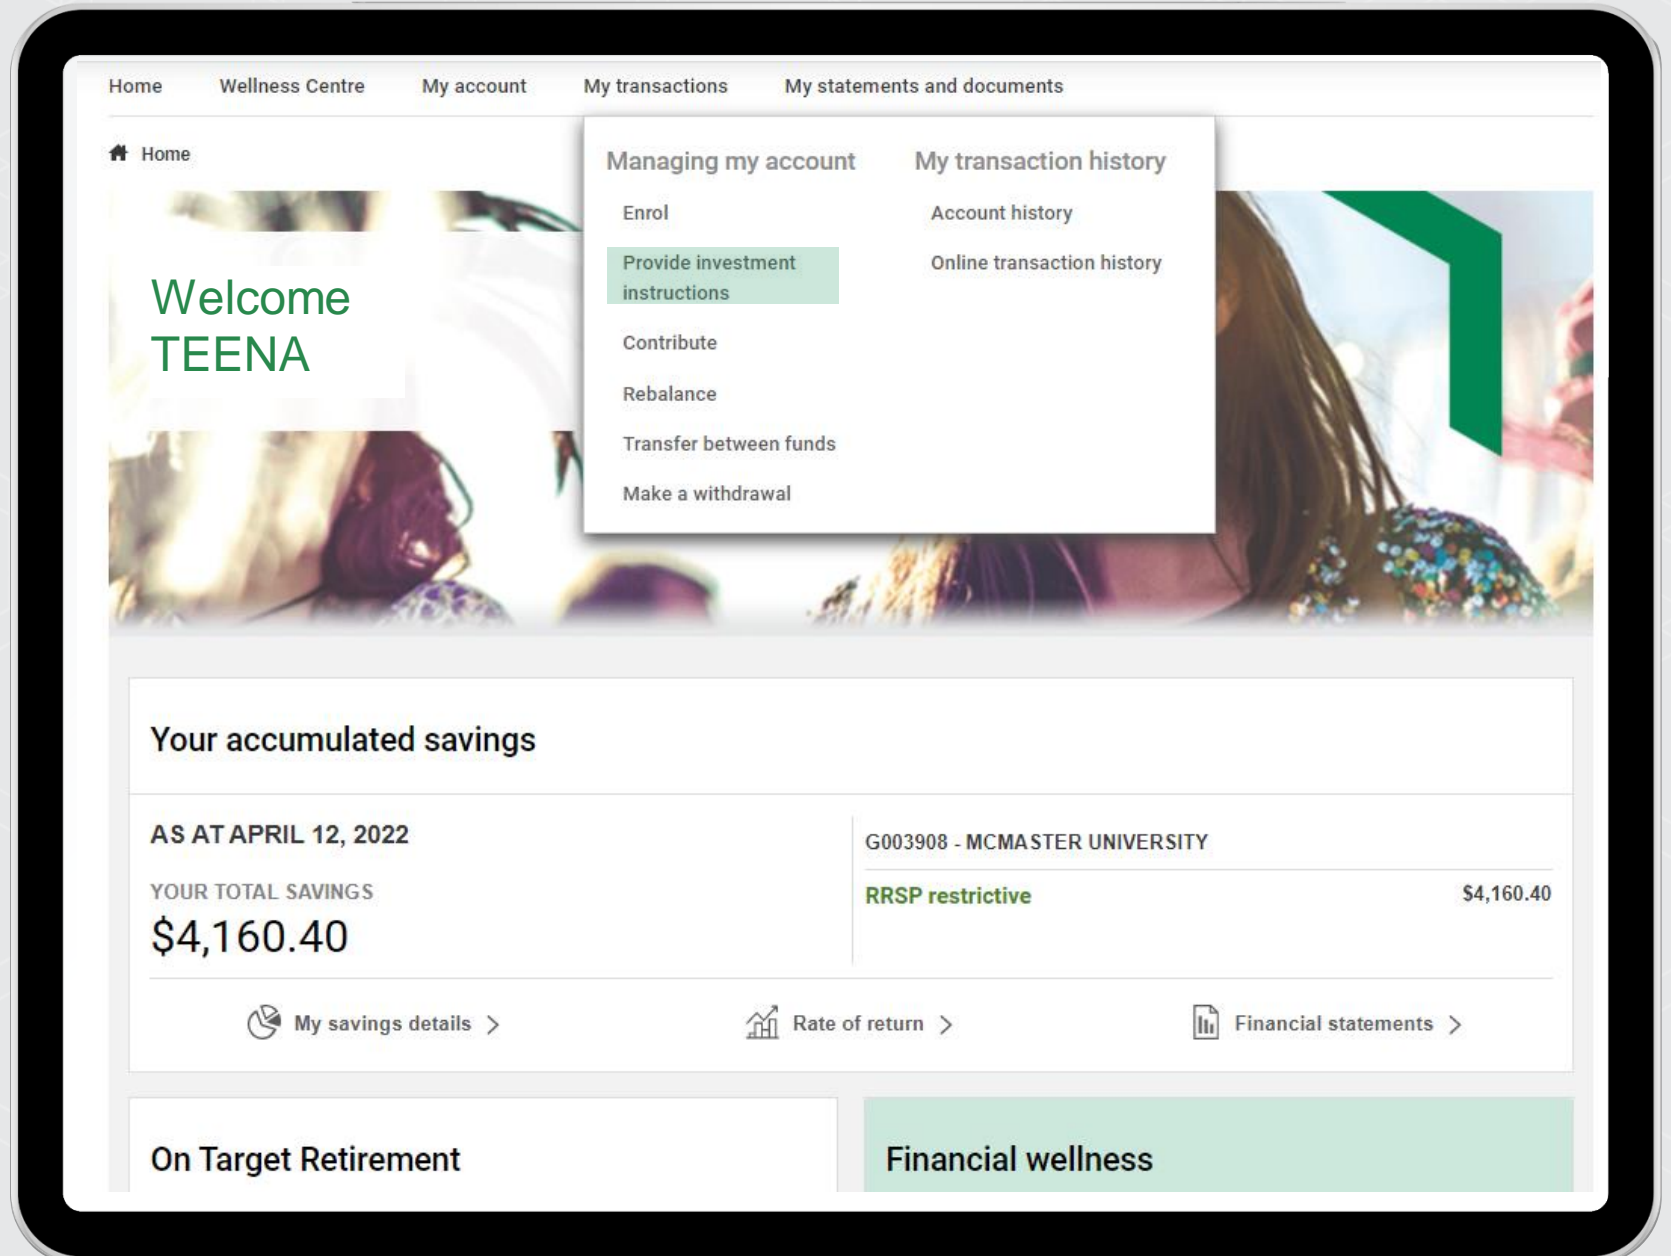 Home
Wellness Centre
My account
My transactions
My statements and documents
Home
Managing my account
Enrol
Provide investment
instructions
Contribute
Rebalance
Transfer between funds
Make a withdrawal
My transaction history
Account history
Online transaction history
Welcome
TEENA
Your accumulated savings
AS AT APRIL 12, 2022
YOUR TOTAL SAVINGS
$4,160.40
G003908 - MCMASTER UNIVERSITY
RRSP restrictive $4,160.40
My savings details
Rate of return
Financial statements
On Target Retirement
Financial wellness